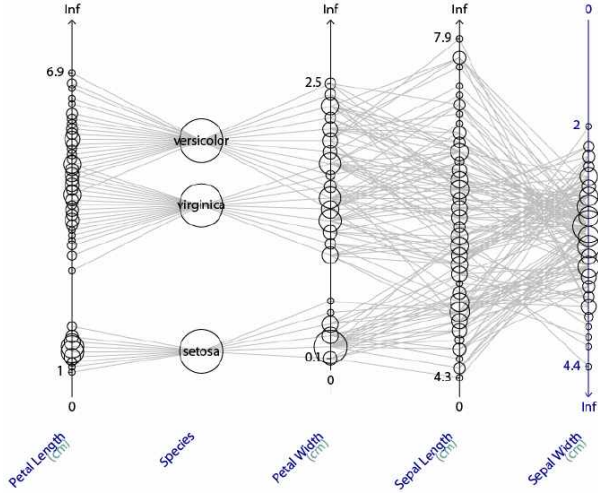 Inf Inf Inf 0
7.9
6.9
2.5
2
versicolor
virginica
setosa
0.1
1
4.3
4.4
0 0 0 Inf
Petal Length (cm)
Species
Petal Width (cm)
Sepal Length (cm)
Sepal Width (cm)